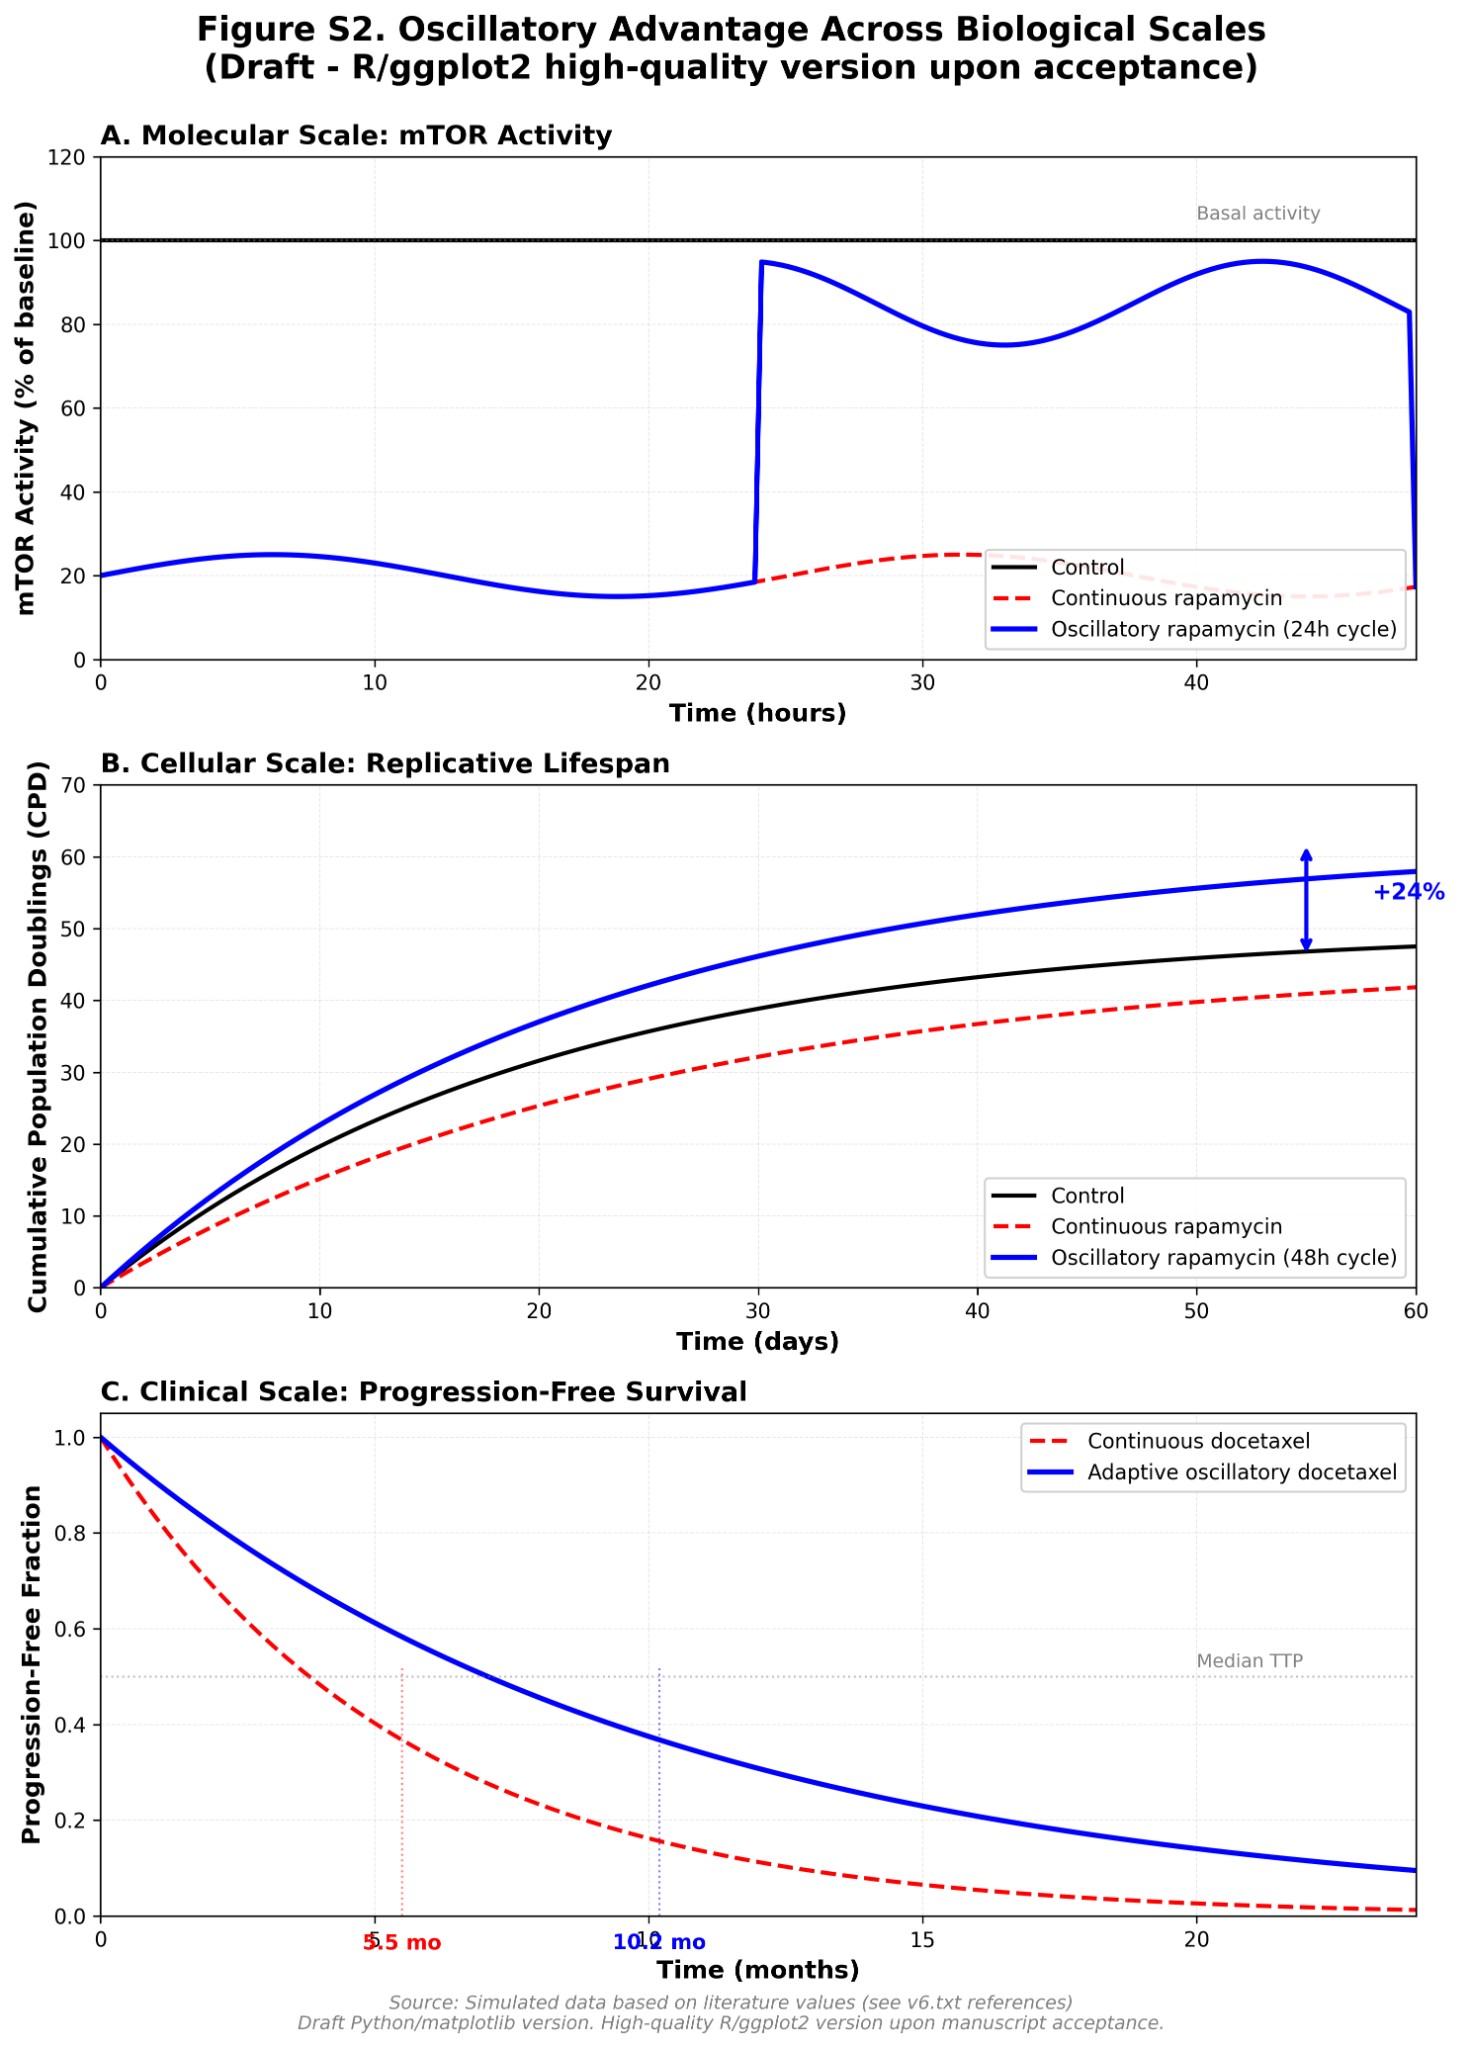 Figure S2. Oscillatory Advantage Across Biological Scales
(Draft - R/ggplot2 high-quality version upon acceptance)
A. Molecular Scale: mTOR Activity
mTOR Activity (% of baseline)
120
100
80
60
40
20
0
Basal activity
Control
Continuous rapamycin
Oscillatory rapamycin (24h cycle)
0 10 20 30 40
Time (hours)
B. Cellular Scale: Replicative Lifespan
Cumulative Population Doublings (CPD)
70
60
50
40
30
20
10
0
+24%
Control
Continuous rapamycin
Oscillatory rapamycin (48h cycle)
0 10 20 30 40 50 60
Time (days)
C. Clinical Scale: Progression-Free Survival
Progression-Free Fraction
1.0
0.8
0.6
0.4
0.2
0.0
Continuous docetaxel
Adaptive oscillatory docetaxel
Median TTP
0 5 10 15 20
5.5 mo 10.2 mo
Time (months)
Source: Simulated data based on literature values (see v6.txt references)
Draft Python/matplotlib version. High-quality R/ggplot2 version upon manuscript acceptance.